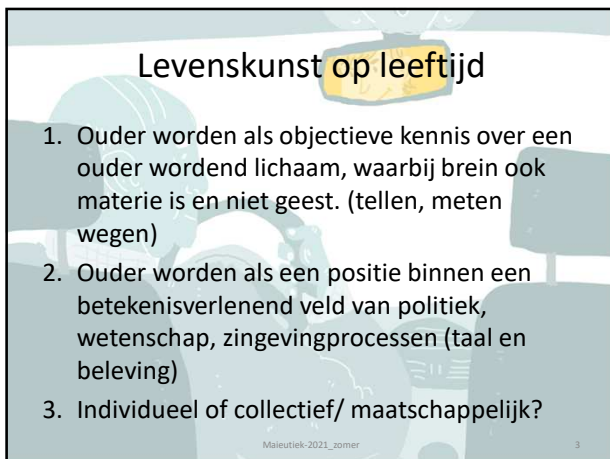 Levenskunst op leeftijd
1. Ouder worden als objectieve kennis over een
ouder wordend lichaam, waarbij brein ook
materie is en niet geest. (tellen, meten
wegen)
2. Ouder worden als een positie binnen een
betekenisverlenend veld van politiek,
wetenschap, zingevingprocessen (taal en
beleving)
3. Individueel of collectief/ maatschappelijk?
Maieutiek-2021_zomer 3